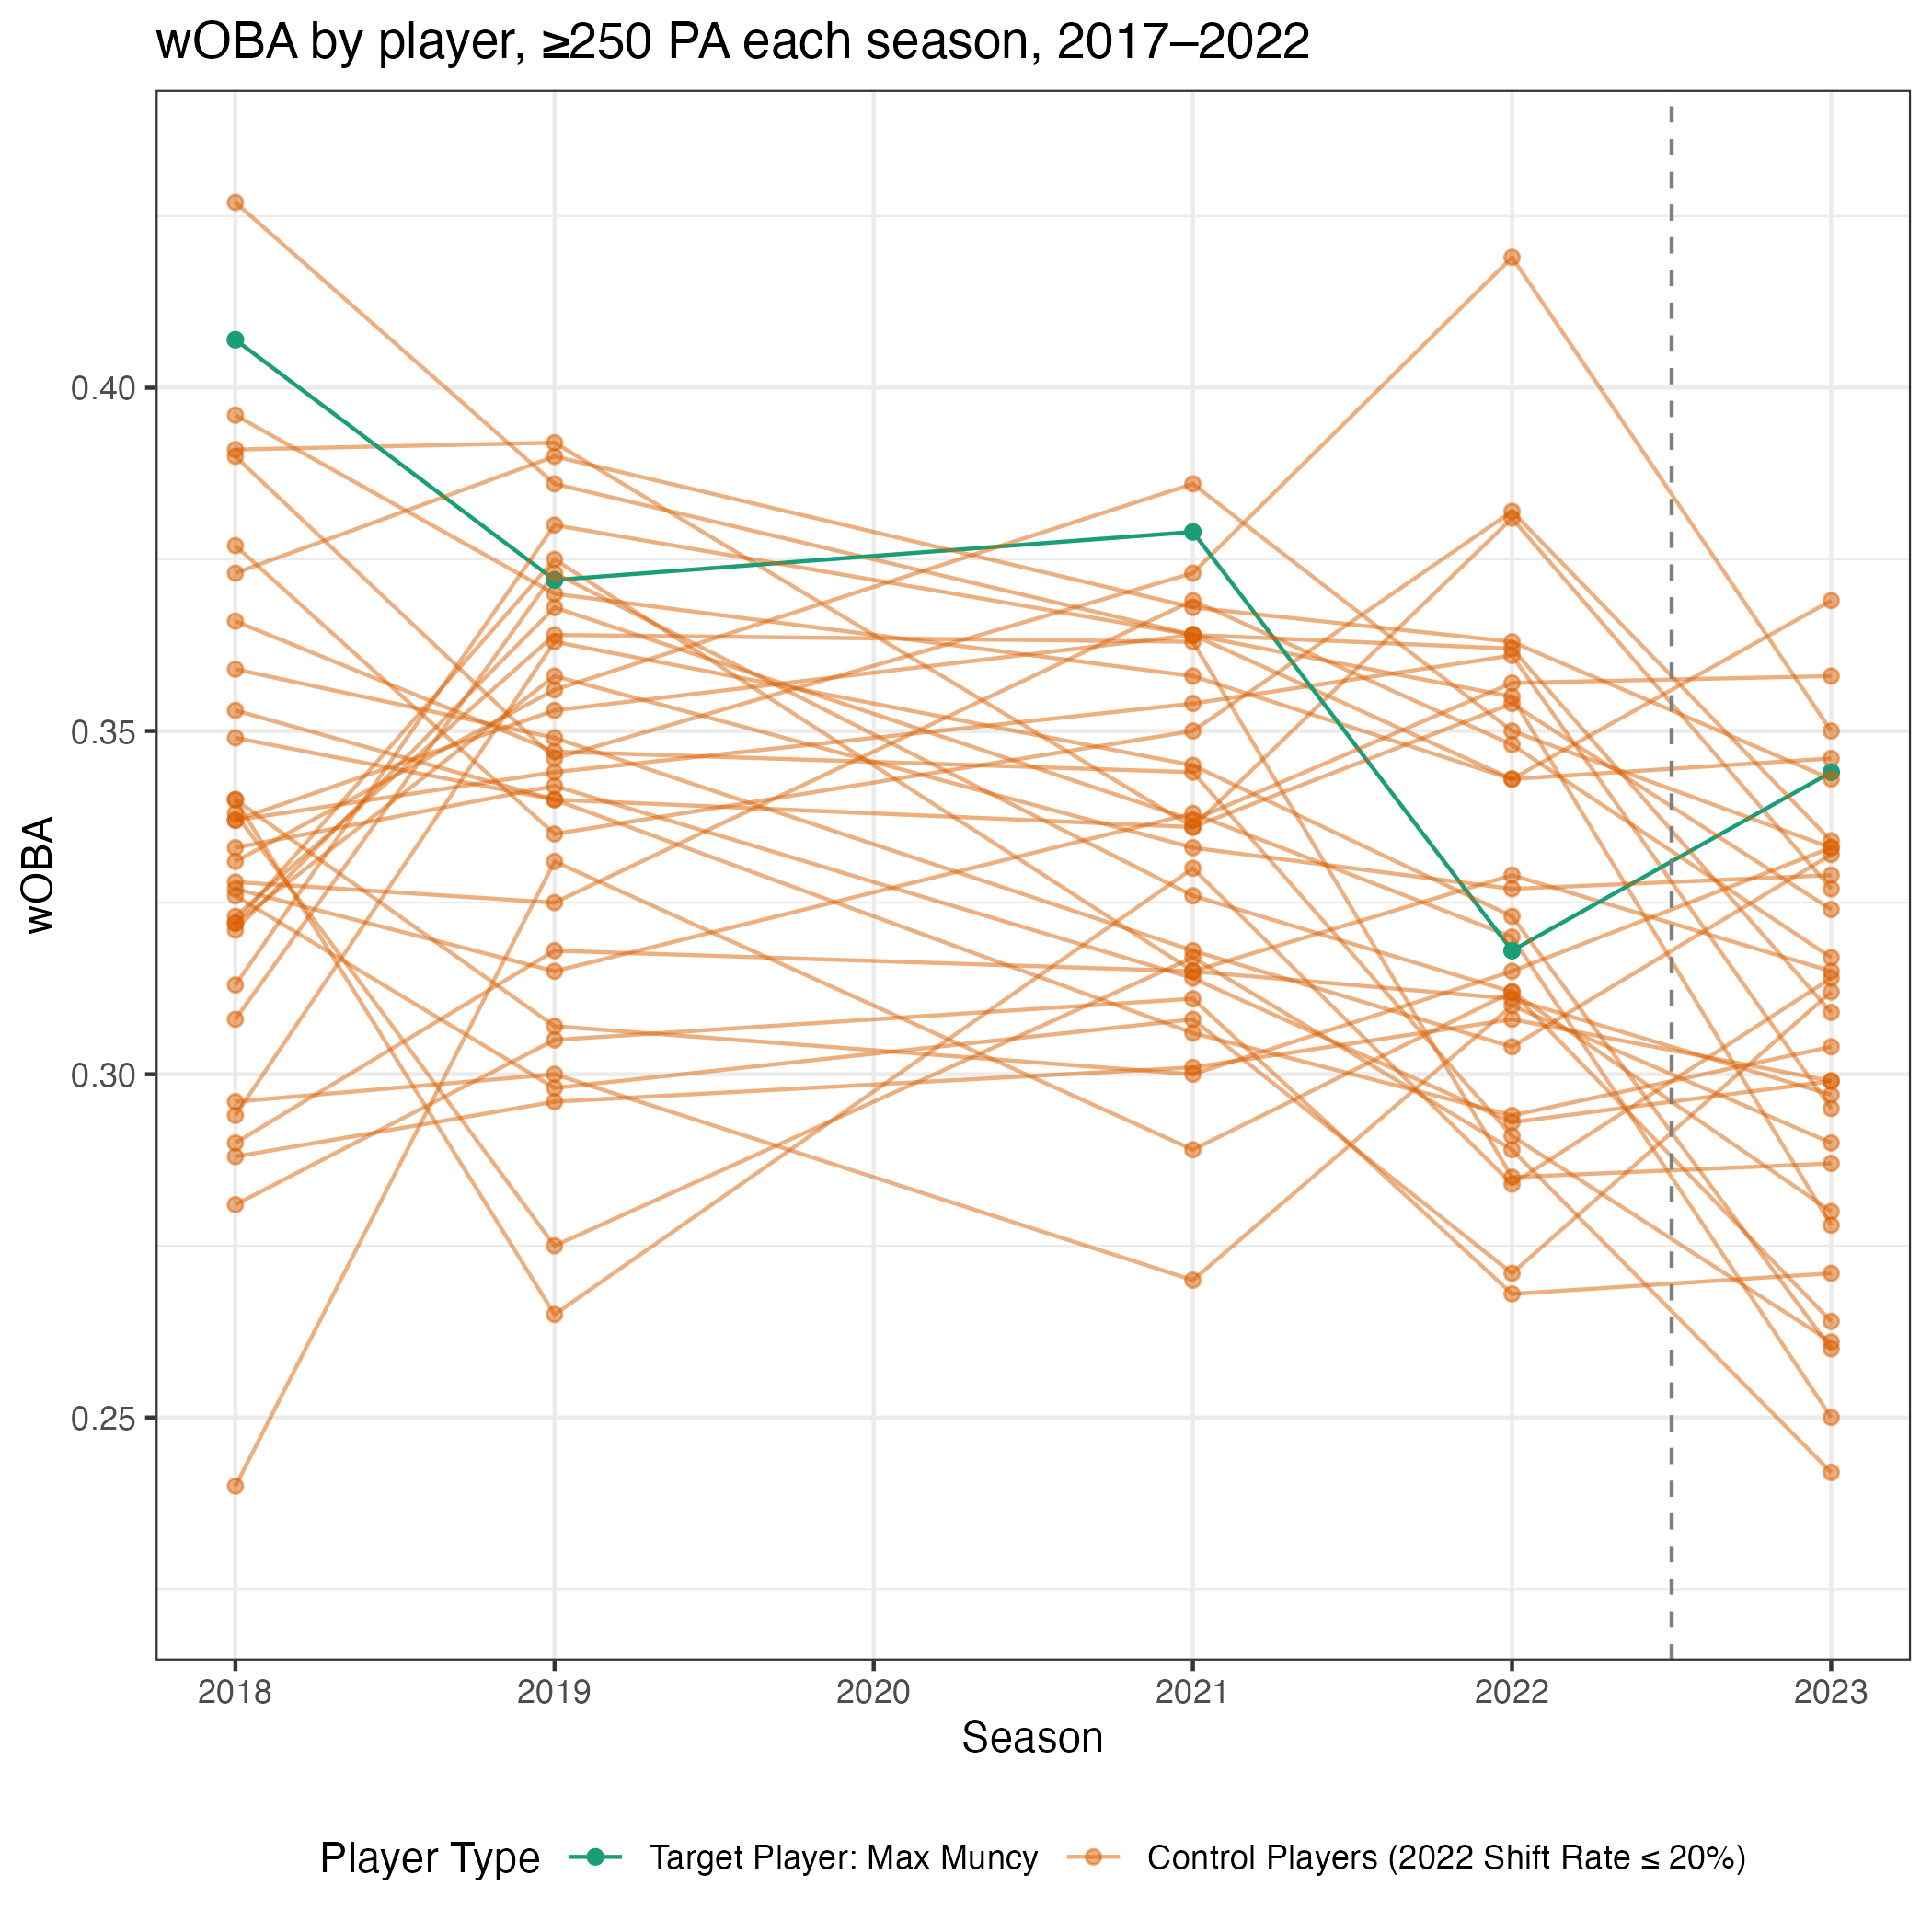 wOBA by player, ≥250 PA each season, 2017–2022
wOBA
0.40
0.35
0.30
0.25
2018 2019 2020 2021 2022 2023
Season
Player Type Target Player: Max Muncy Control Players (2022 Shift Rate ≤ 20%)